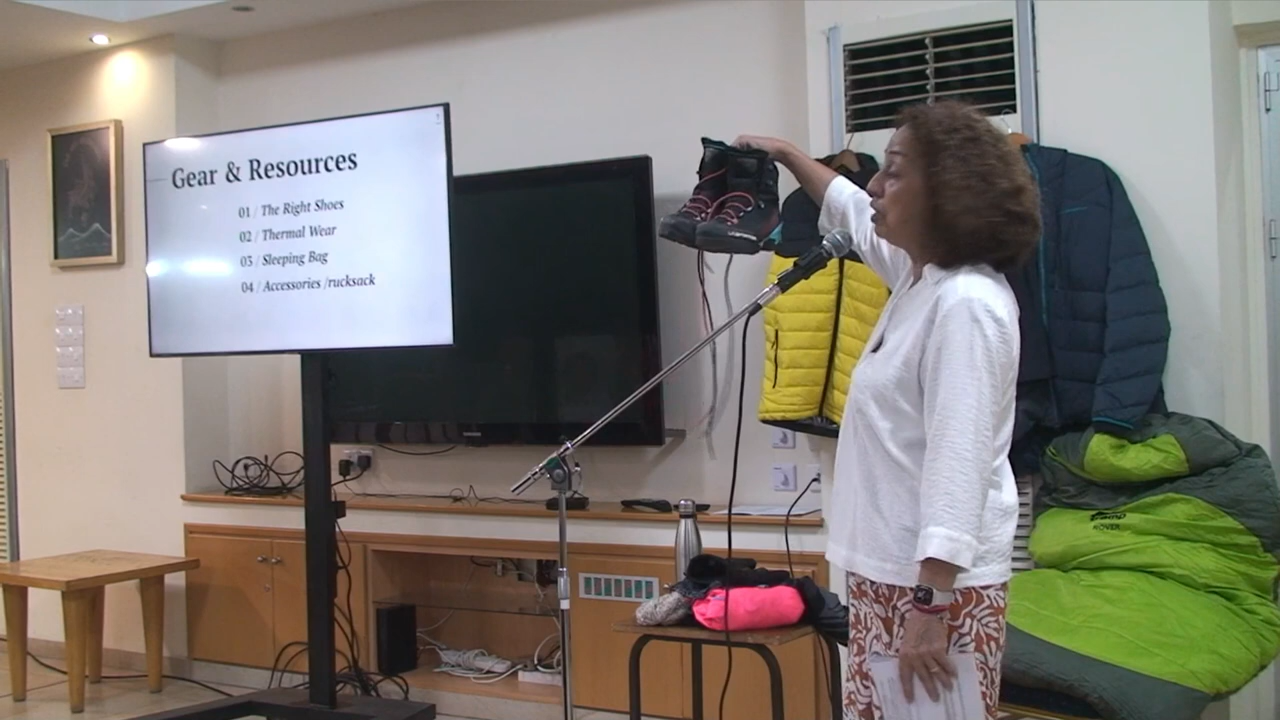 Gear & Resources
01 / The Right Shoes
02 / Thermal Wear
03 / Sleeping Bag
04 / Accessories /rucksack